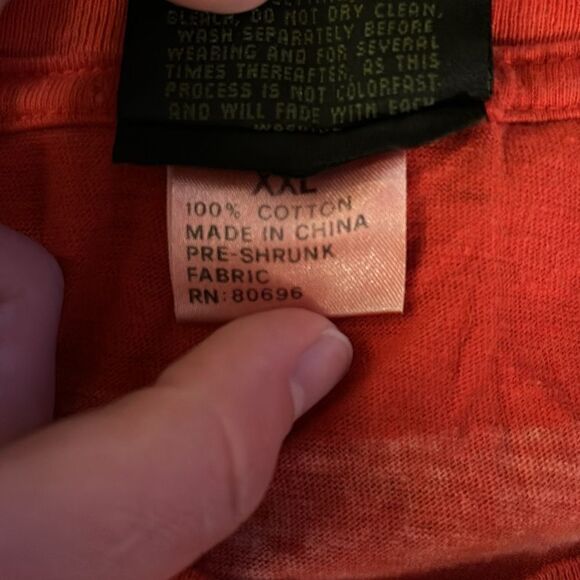 BLEACH, DO NOT DRY CLEAN.
WASH SEPARATELY BEFORE
WEARING AND FOR SEVERAL
TIMES THEREAFTER, AS THIS
PROCESS IS NOT COLORFAST
AND WILL FADE WITH EACH
WASHING
XXL
100% COTTON
MADE IN CHINA
PRE-SHRUNK
FABRIC
RN: 80696